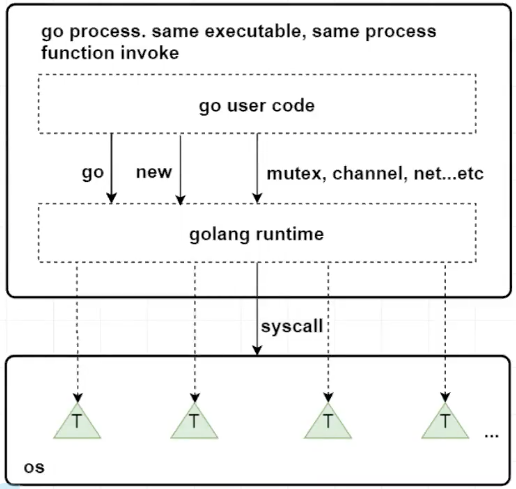 go process. same executable, same process
function invoke
go user code
go new mutex, channel, net...etc
golang runtime
syscall
T T T T ...
os